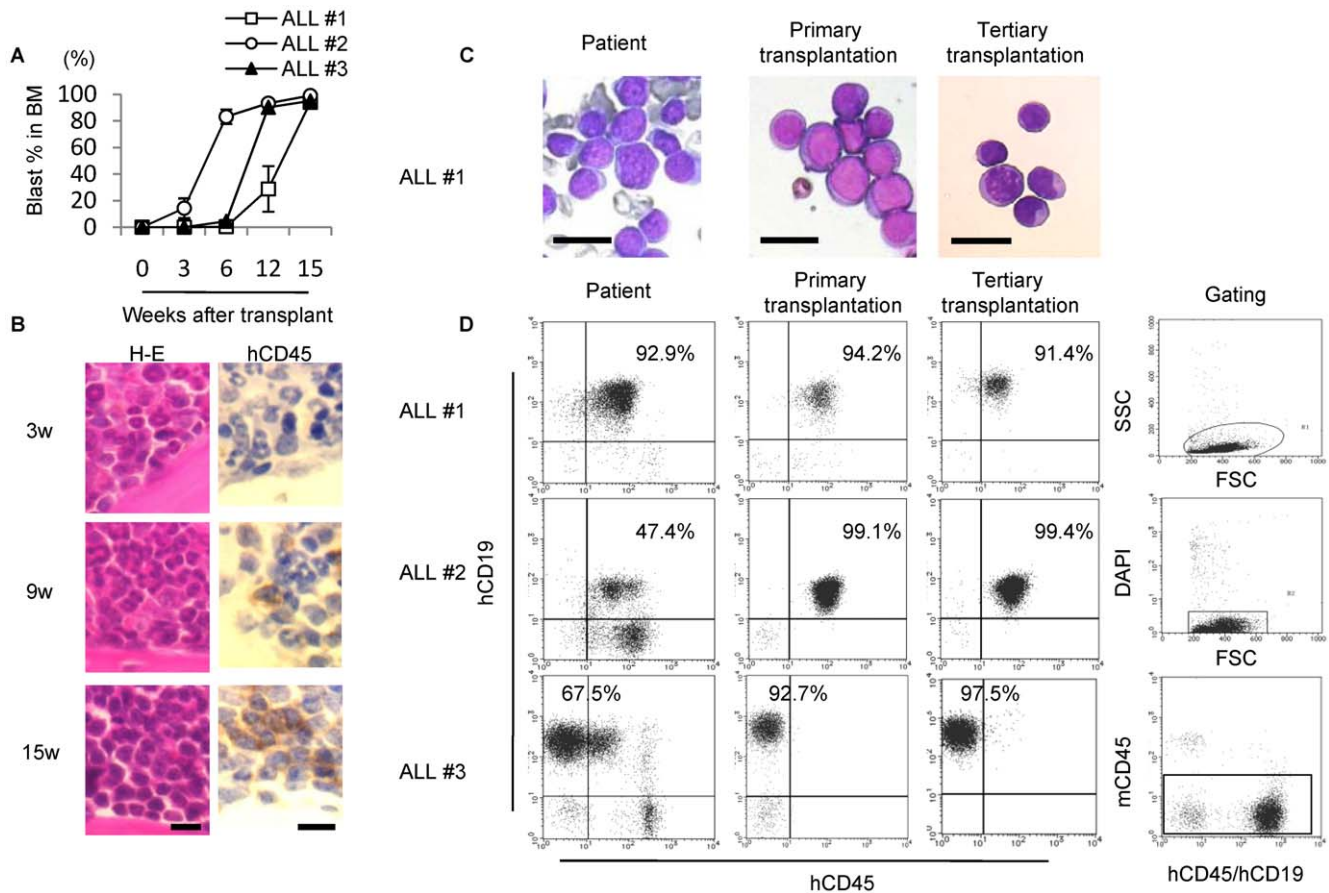 ALL #1
ALL #2
ALL #3
A
(%)
Blast % in BM
100
80
60
40
20
0
0 3 6 12 15
Weeks after transplant
B
H-E hCD45
3w
9w
15w
C
Patient
Primary
transplantation
Tertiary
transplantation
ALL #1
D
Patient
Primary
transplantation
Tertiary
transplantation
Gating
hCD19
ALL #1
92.9% 94.2% 91.4%
ALL #2
47.4% 99.1% 99.4%
ALL #3
67.5% 92.7% 97.5%
hCD45
SSC
FSC
DAPI
FSC
mCD45
hCD45/hCD19